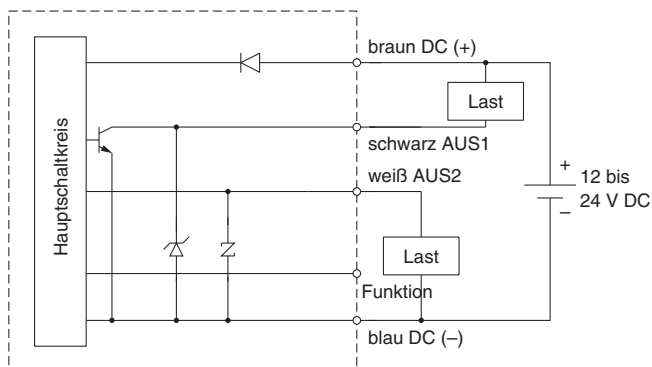 braun DC (+)
Last
Hauptschaltkreis
schwarz AUS1
weiß AUS2
+
12 bis
24 V DC
–
Last
Funktion
blau DC (–)